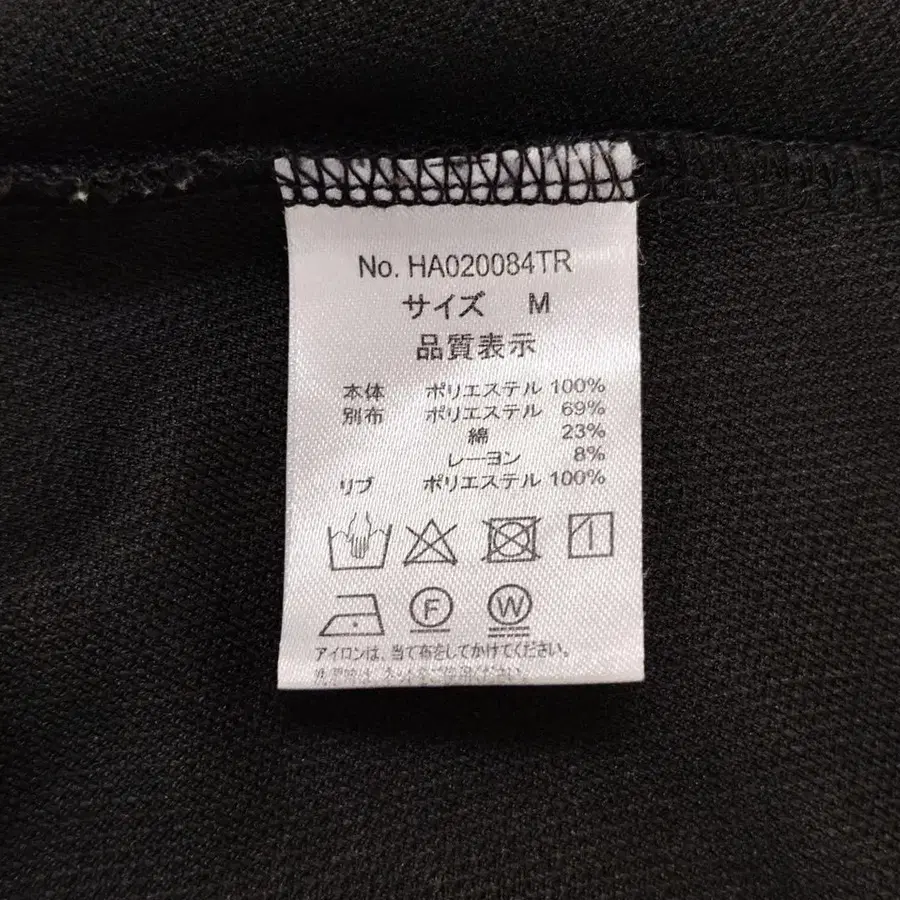 No. HA020084TR
サイズ M
品質表示
本体 ポリエステル 100%
別布 ポリエステル 69%
綿 23%
レーヨン 8%
リブ ポリエステル 100%
F W
アイロンは、当て布をしてかけてください。